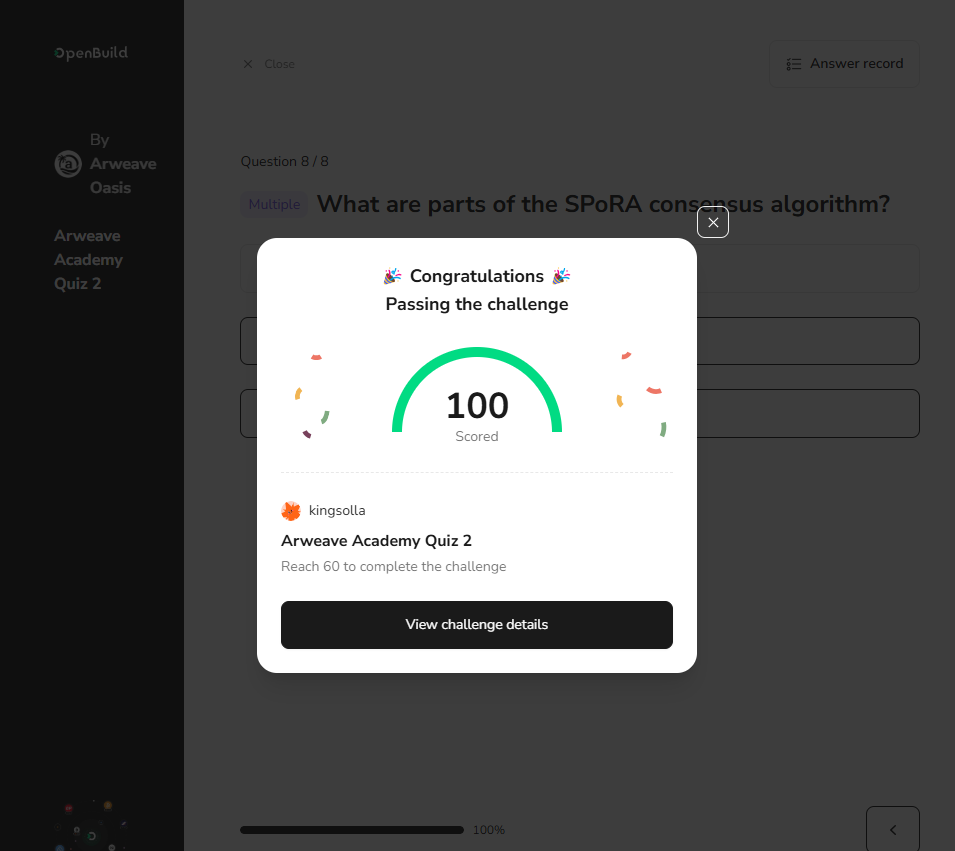 OpenBuild
By
Arweave
Oasis
Arweave
Academy
Quiz 2
Close
Answer record
Question 8 / 8
Multiple What are parts of the SPoRA consensus algorithm?
Congratulations
Passing the challenge
100
Scored
kingsolla
Arweave Academy Quiz 2
Reach 60 to complete the challenge
View challenge details
100%